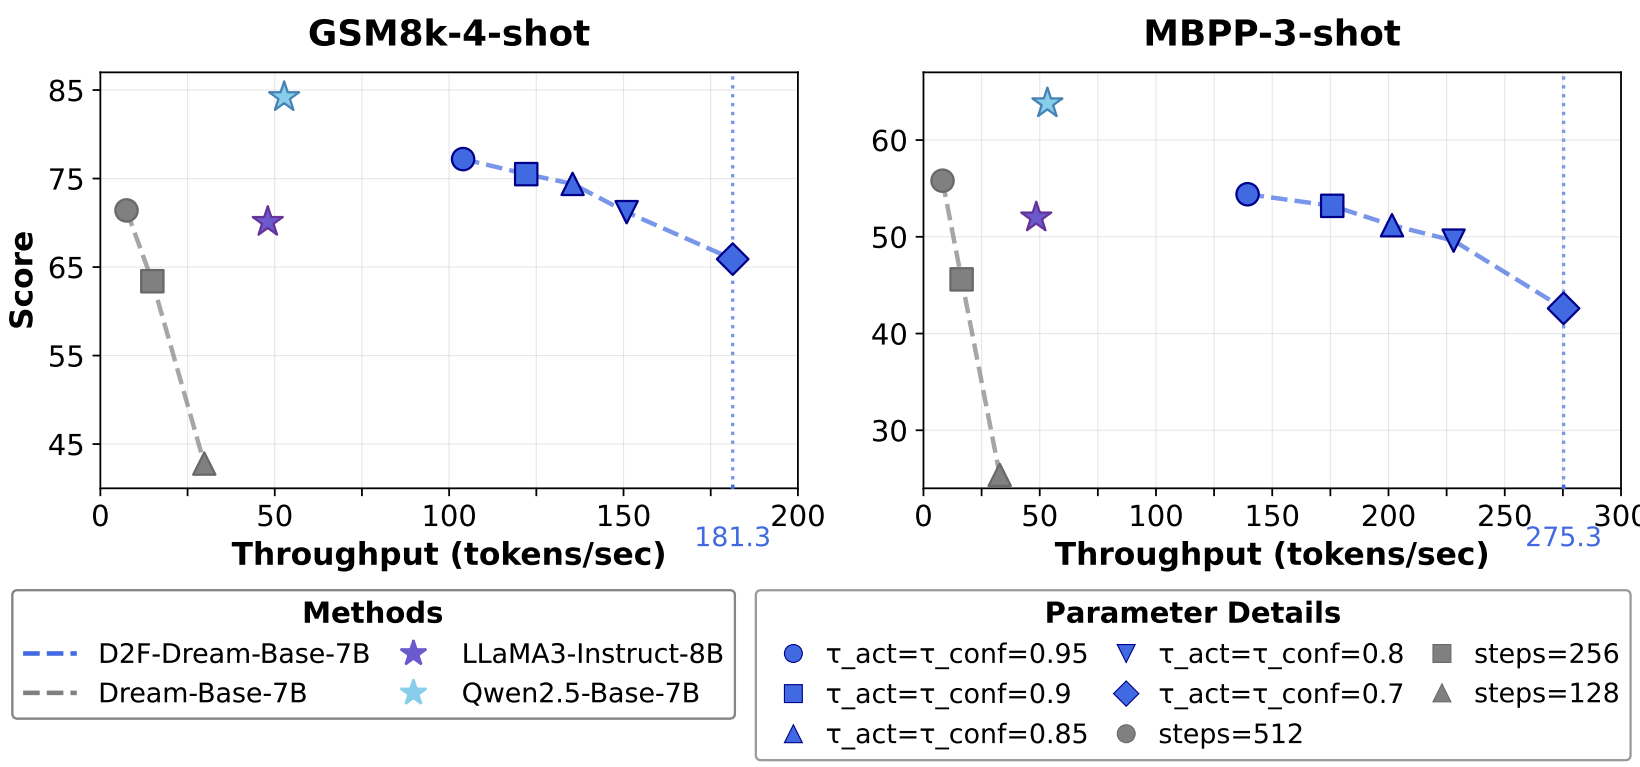 GSM8k-4-shot
Score
85
75
65
55
45
0 50 100 150 200
181.3
Throughput (tokens/sec)
MBPP-3-shot
60
50
40
30
0 50 100 150 200 250 300
275.3
Throughput (tokens/sec)
Methods
D2F-Dream-Base-7B LLaMA3-Instruct-8B
Dream-Base-7B Qwen2.5-Base-7B
Parameter Details
τ_act=τ_conf=0.95 τ_act=τ_conf=0.8 steps=256
τ_act=τ_conf=0.9 τ_act=τ_conf=0.7 steps=128
τ_act=τ_conf=0.85 steps=512